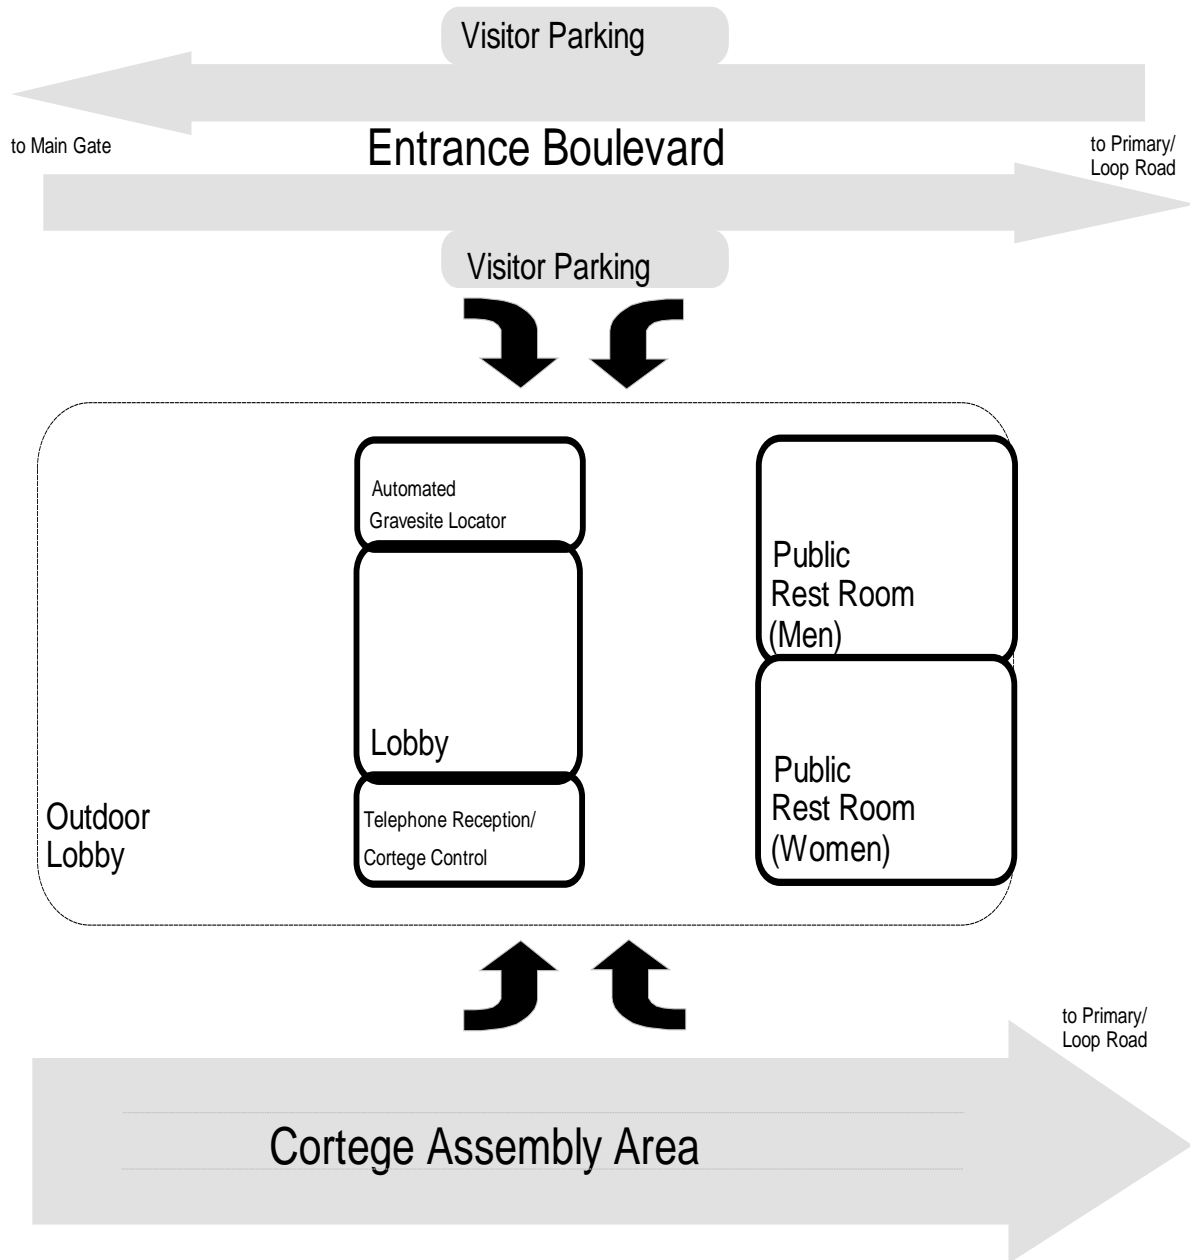 Visitor Parking
to Main Gate
Entrance Boulevard
to Primary/
Loop Road
Visitor Parking
Automated
Gravesite Locator
Public
Rest Room
(Men)
Lobby
Public
Rest Room
(Women)
Outdoor
Lobby
Telephone Reception/
Cortege Control
to Primary/
Loop Road
Cortege Assembly Area